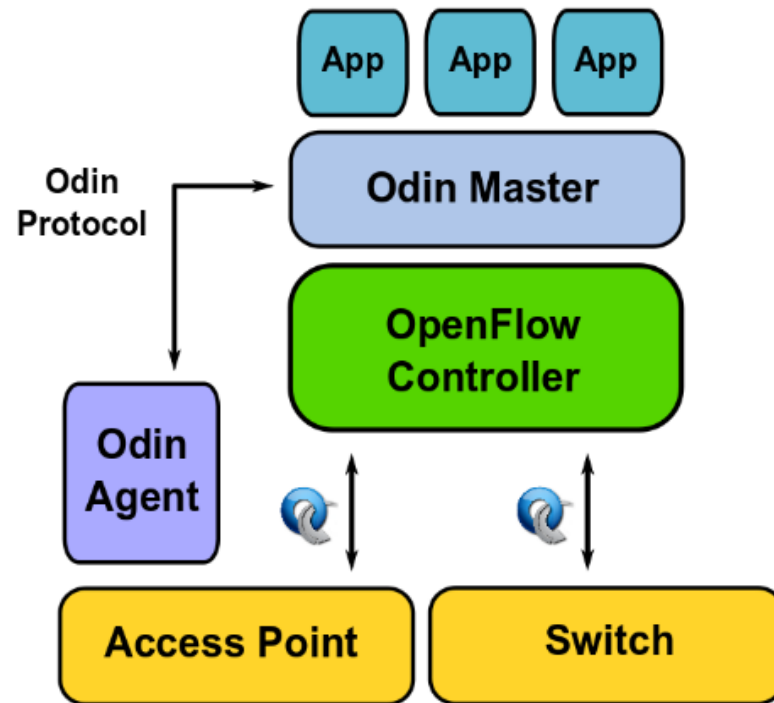 App
App
App
Odin
Protocol
Odin Master
OpenFlow
Controller
Odin
Agent
Access Point
Switch